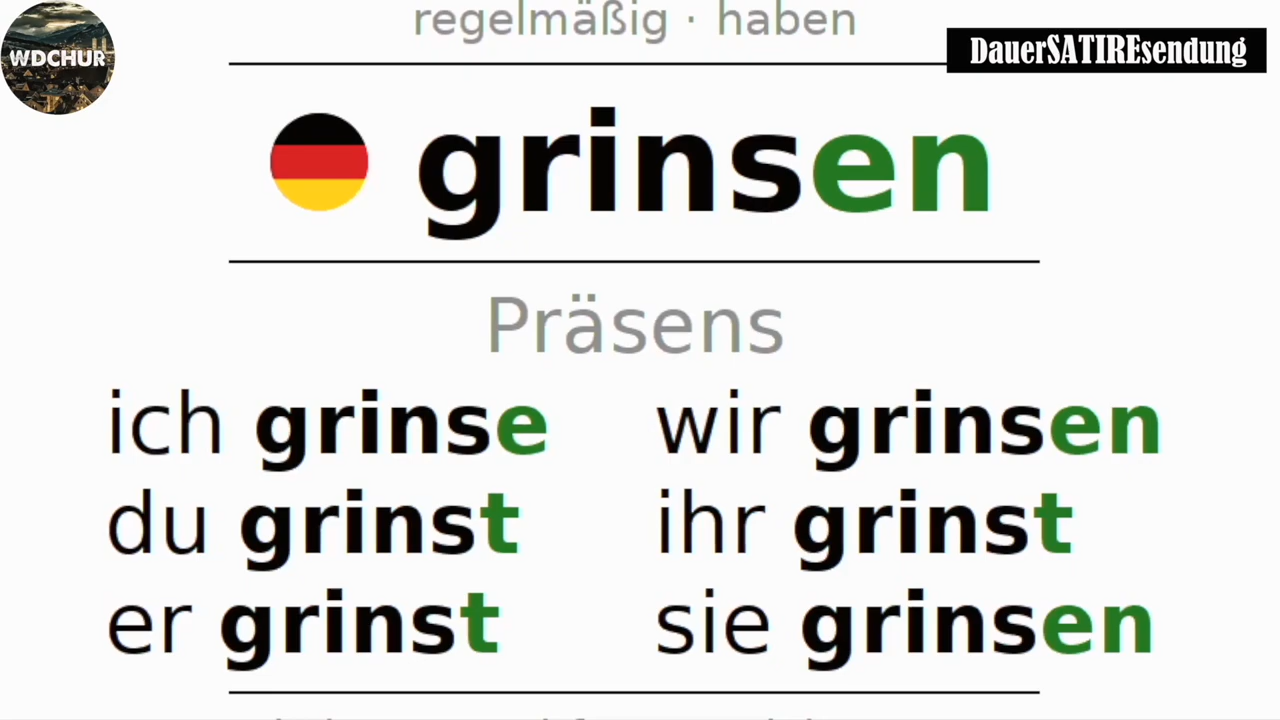 regelmäßig · haben
WDCHUR
DauerSATIREsendung
grinsen
Präsens
ich grinse
wir grinsen
du grinst
ihr grinst
er grinst
sie grinsen